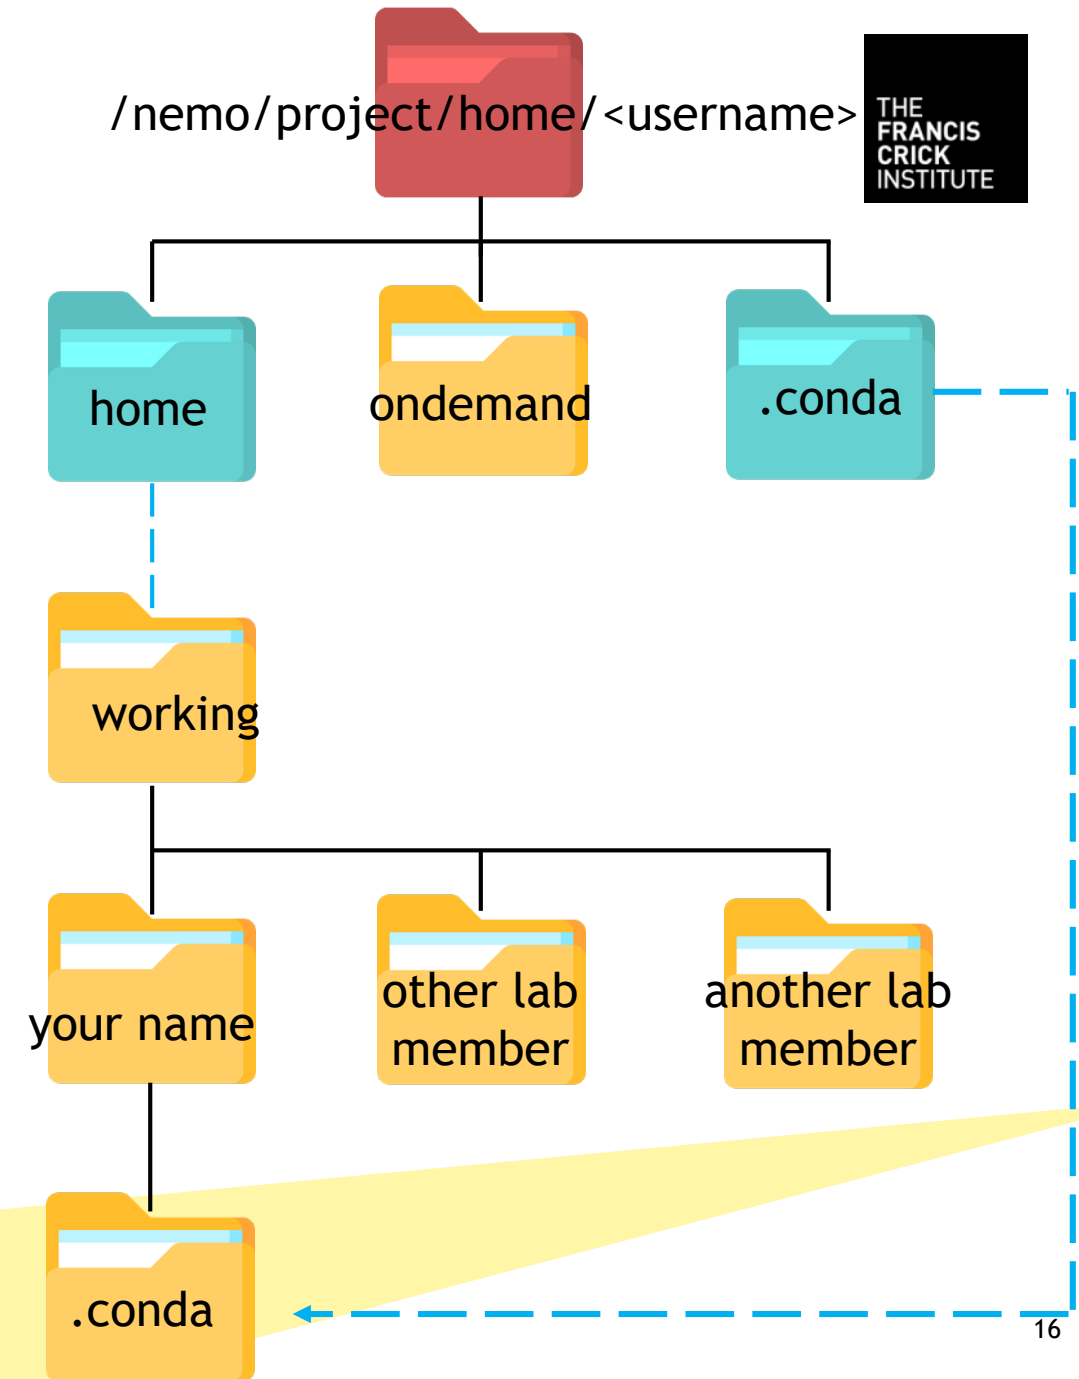 /nemo/project/home/<username>
THE
FRANCIS
CRICK
INSTITUTE
home
ondemand
.conda
working
your name
other lab
member
another lab
member
.conda
16